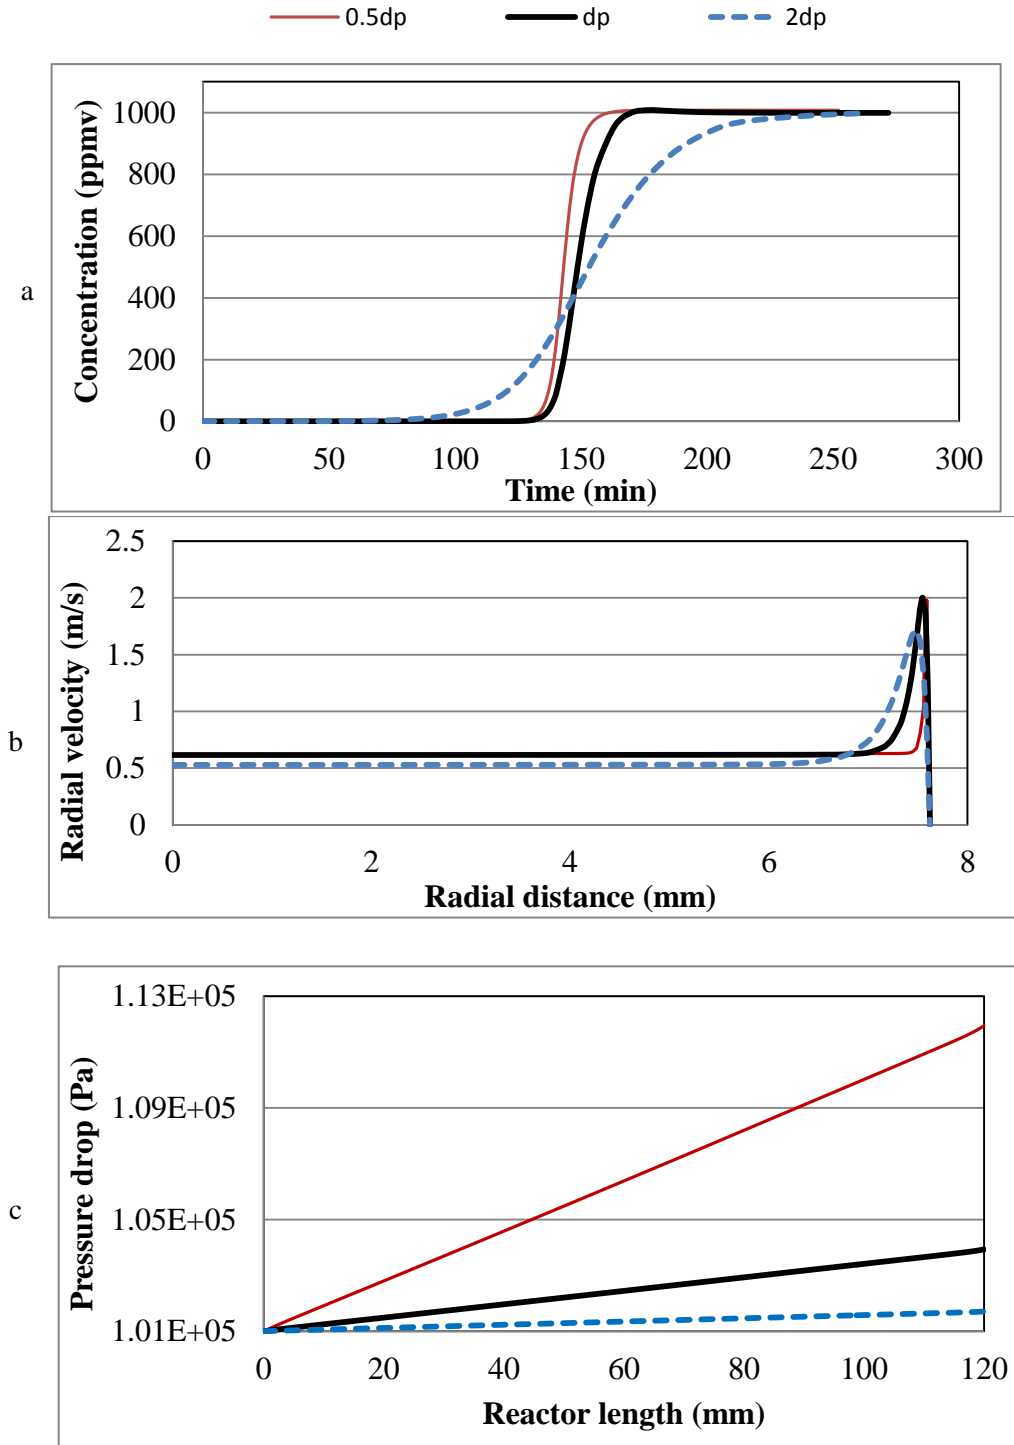 0.5dp dp 2dp
a
Concentration (ppmv)
1000
800
600
400
200
0
0 50 100 150 200 250 300
Time (min)
b
Radial velocity (m/s)
2.5
2
1.5
1
0.5
0
0 2 4 6 8
Radial distance (mm)
c
Pressure drop (Pa)
1.13E+05
1.09E+05
1.05E+05
1.01E+05
0 20 40 60 80 100 120
Reactor length (mm)